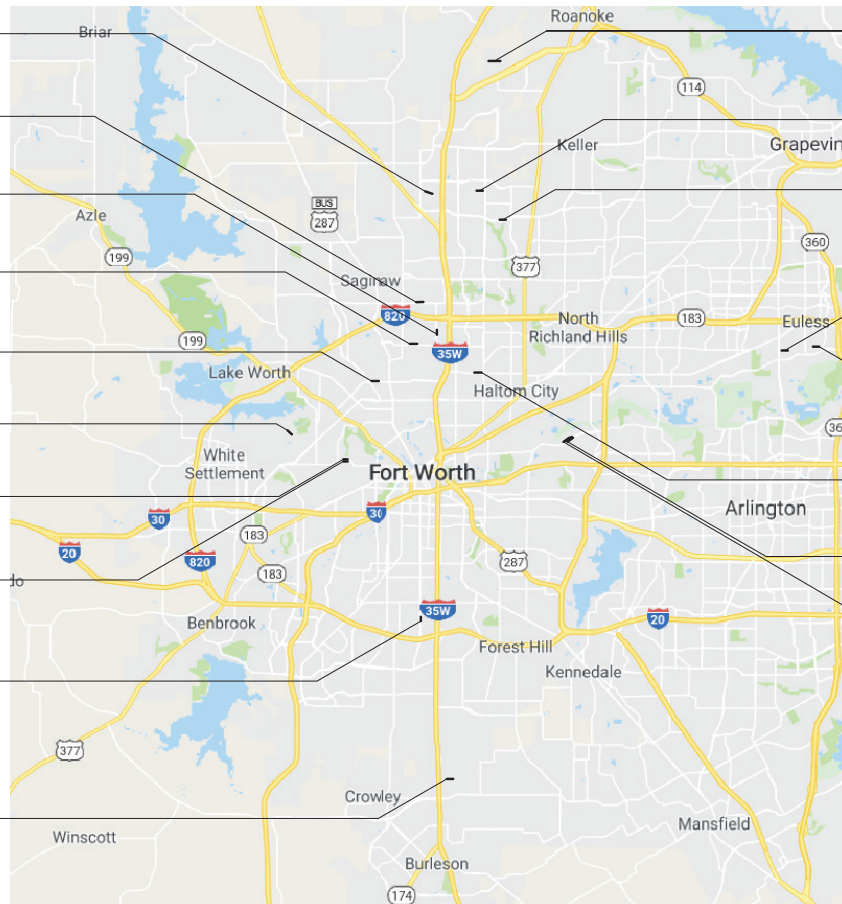 Roanoke
Briar
114
Keller
Grapevin
BUS
287
Azle
360
199
377
Sagiraw
820
North
Richland Hills
183
Euless
199
35W
Lake Worth
Haltom City
36
White
Settlement
Fort Worth
30
30
Arlington
183
20
820
287
183
do
35W
20
Benbrook
Forest Hill
Kennedale
377
Crowley
Mansfield
Winscott
Burleson
174